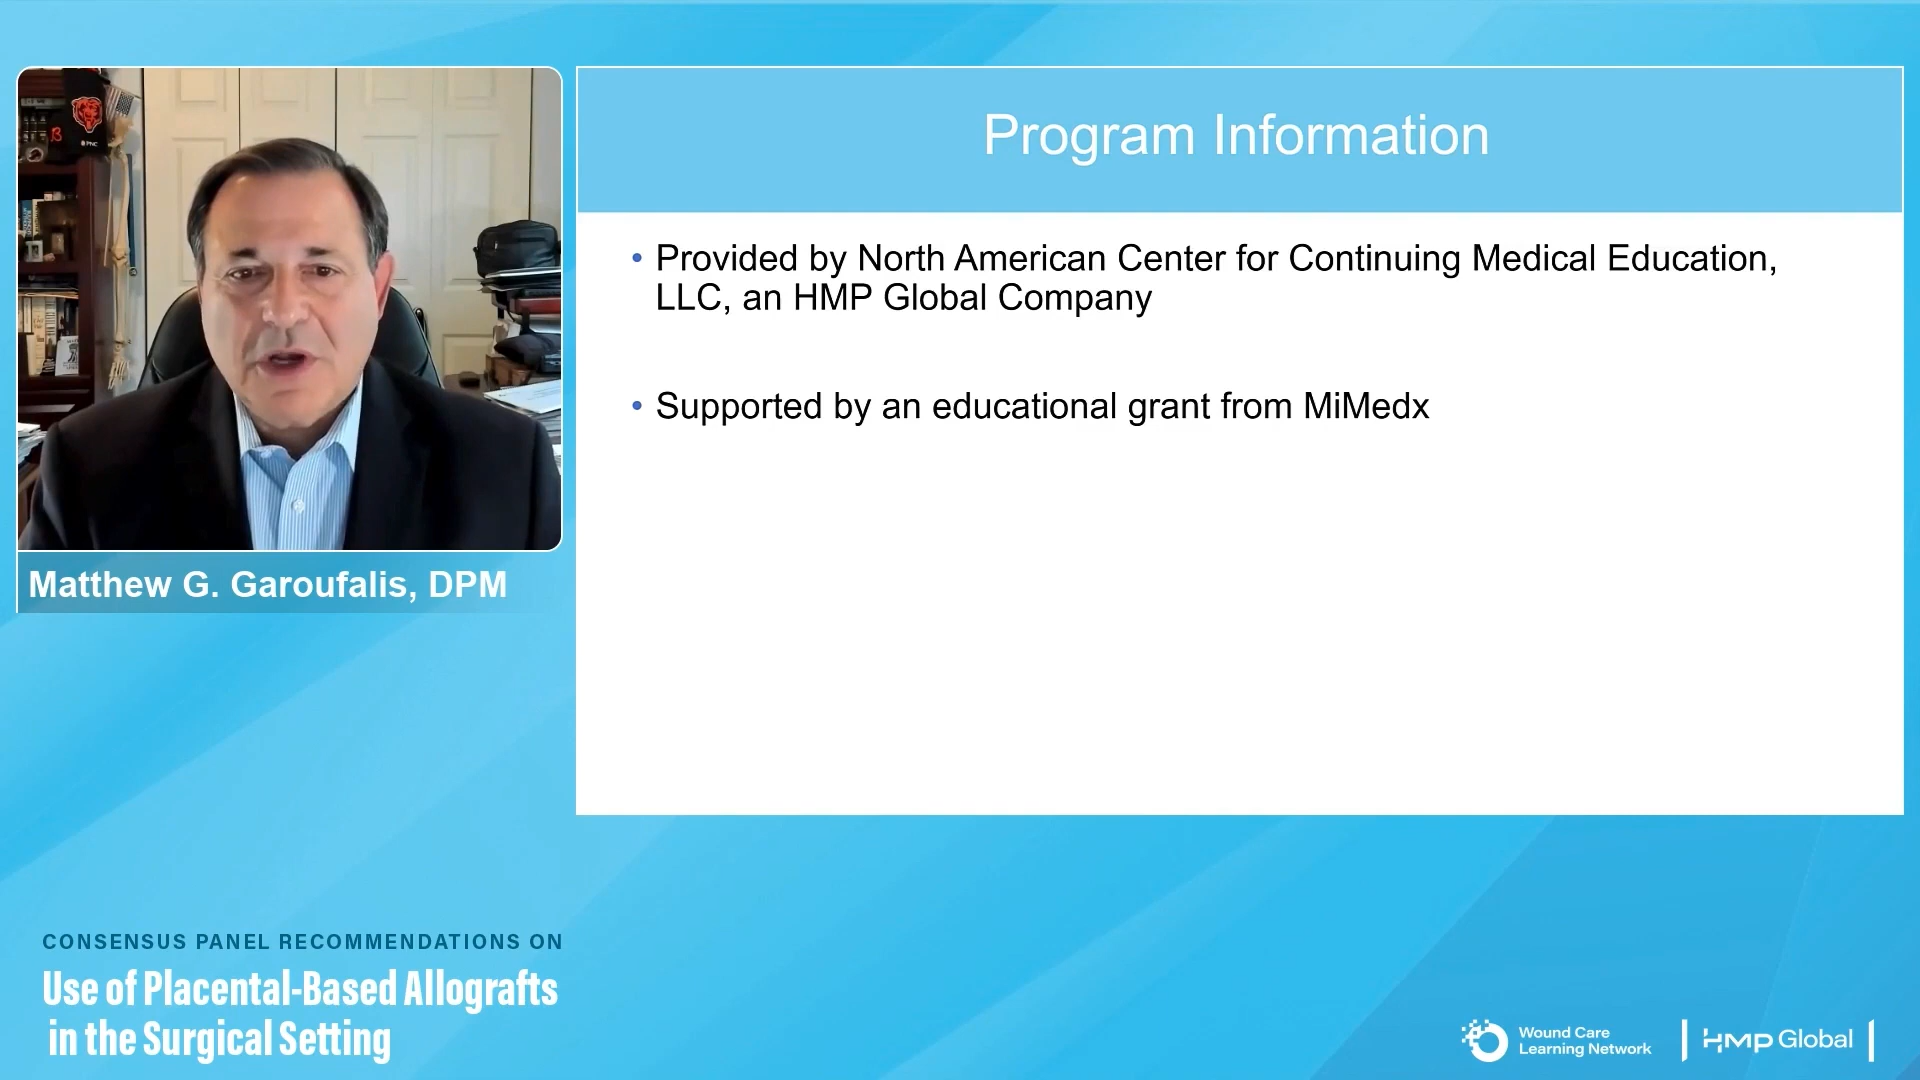 PNC
Matthew G. Garoufalis, DPM
Program Information
• Provided by North American Center for Continuing Medical Education,
LLC, an HMP Global Company
• Supported by an educational grant from MiMedx
CONSENSUS PANEL RECOMMENDATIONS ON
Use of Placental-Based Allografts
in the Surgical Setting
Wound Care
Learning Network
HMP Global